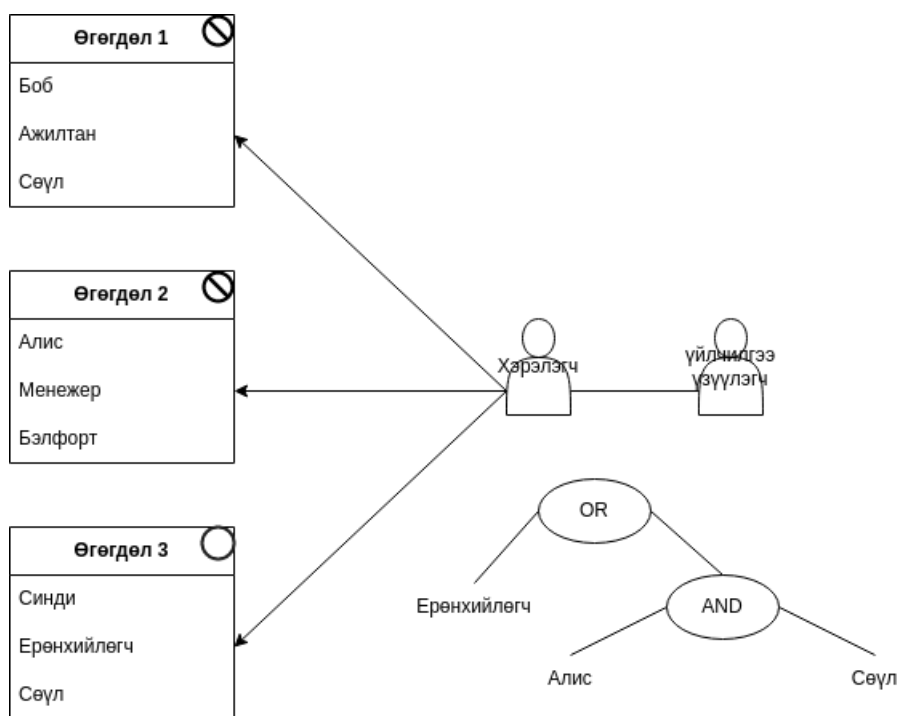 Өгөгдөл 1
Боб
Ажилтан
Сөүл
Өгөгдөл 2
Алис
Менежер
Бэлфорт
Өгөгдөл 3
Синди
Ерөнхийлөгч
Сөүл
Хэрэлэгч
үйлчилгээ
үзүүлэгч
OR
Ерөнхийлөгч
AND
Алис
Сөүл